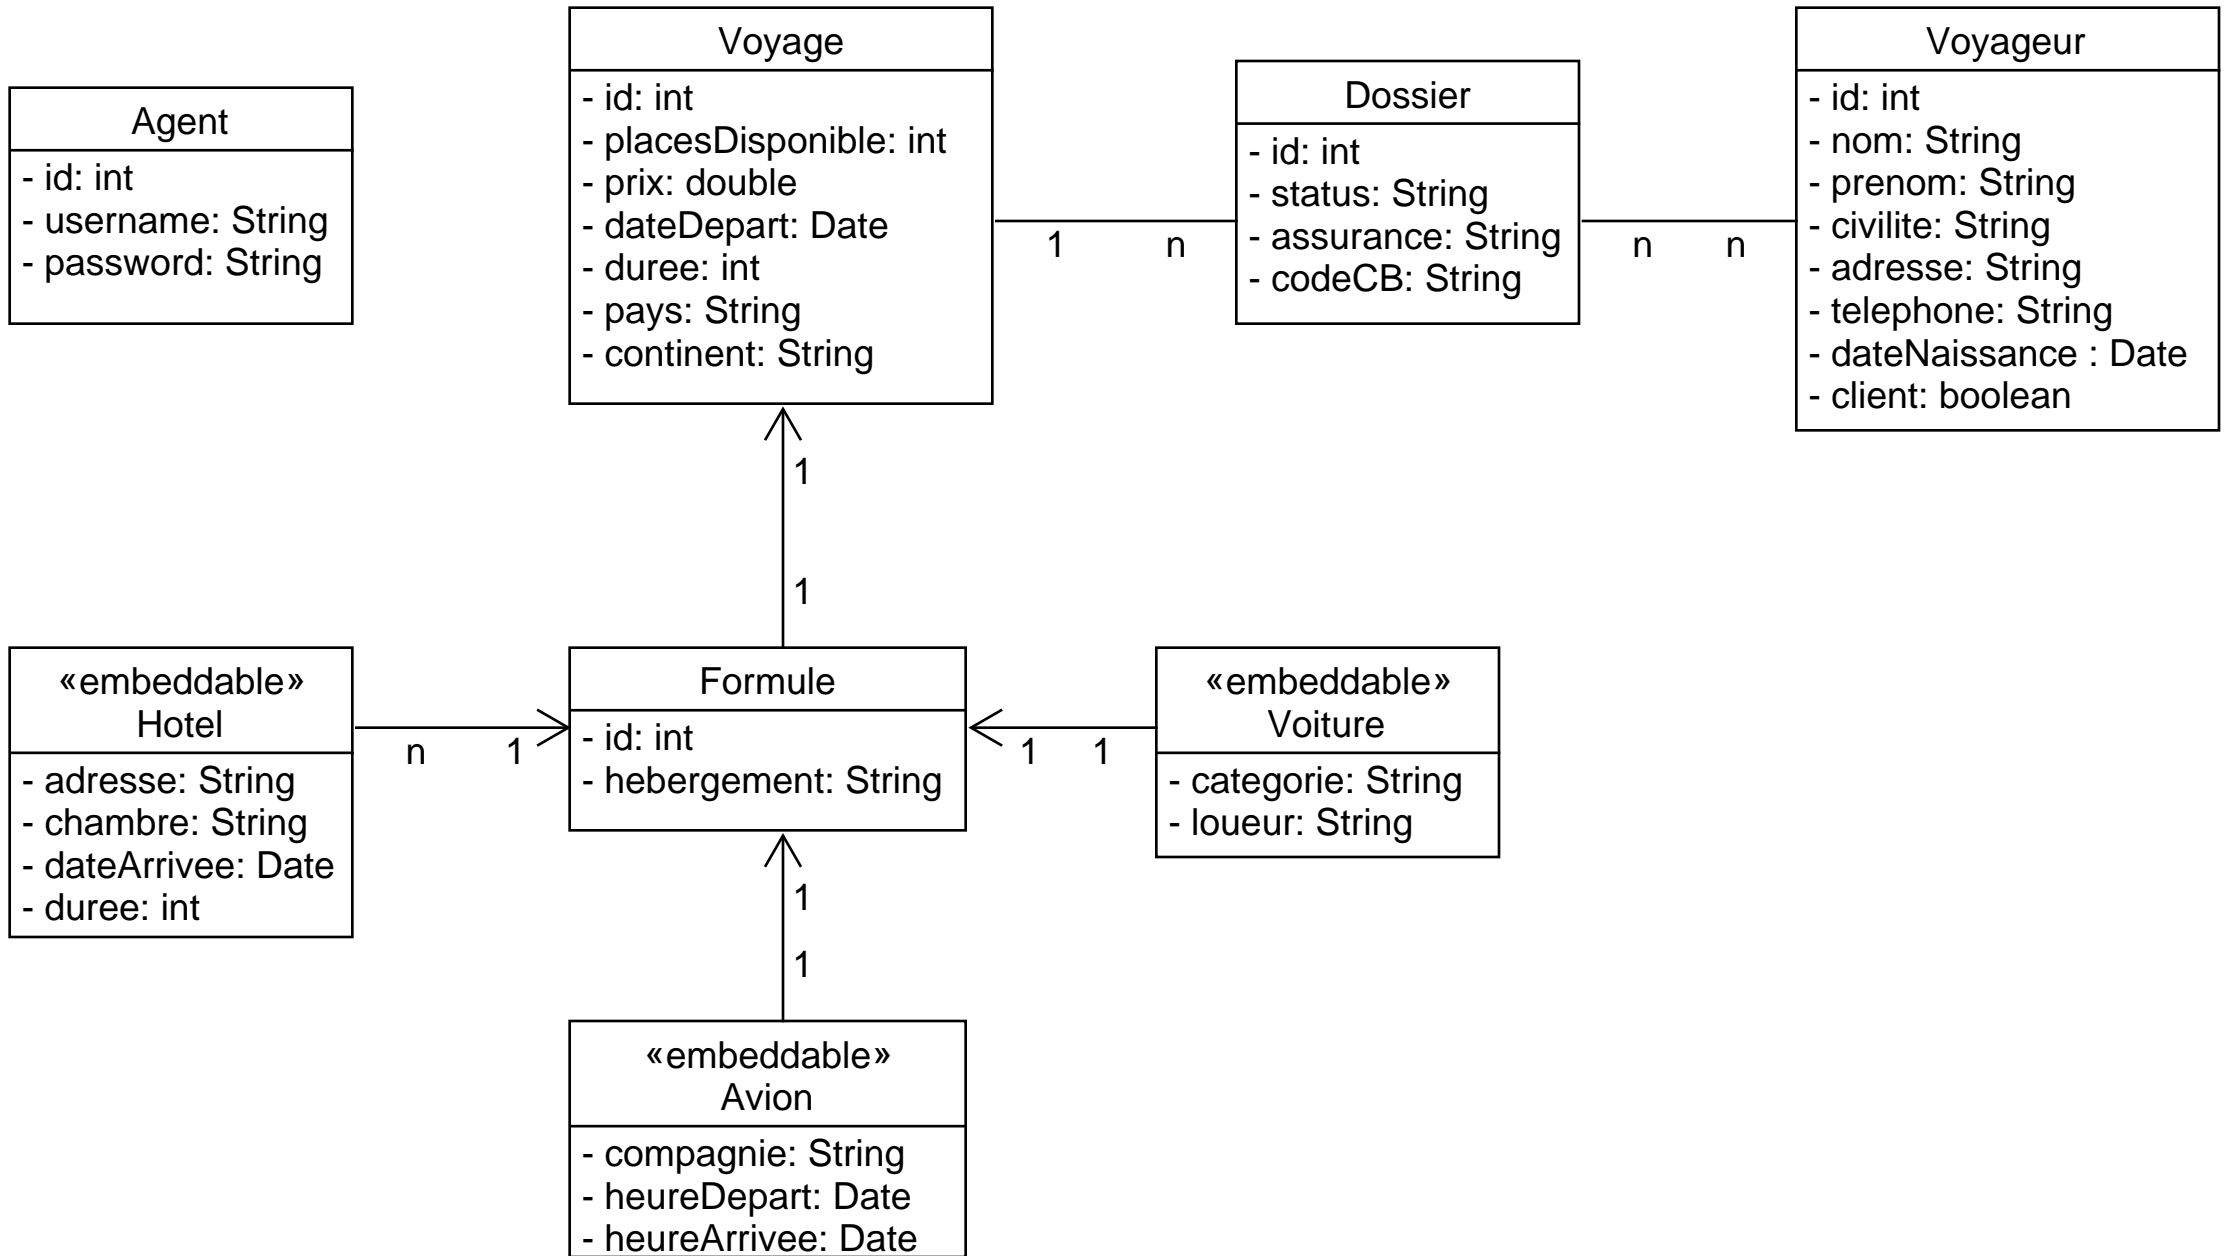 Agent
- id: int
- username: String
- password: String
Voyage
- id: int
- placesDisponible: int
- prix: double
- dateDepart: Date
- duree: int
- pays: String
- continent: String
1
n
Dossier
- id: int
- status: String
- assurance: String
- codeCB: String
n
n
Voyageur
- id: int
- nom: String
- prenom: String
- civilite: String
- adresse: String
- telephone: String
- dateNaissance : Date
- client: boolean
1
1
«embeddable»
Hotel
- adresse: String
- chambre: String
- dateArrivee: Date
- duree: int
n
1
Formule
- id: int
- hebergement: String
1
1
«embeddable»
Voiture
- categorie: String
- loueur: String
1
1
«embeddable»
Avion
- compagnie: String
- heureDepart: Date
- heureArrivee: Date